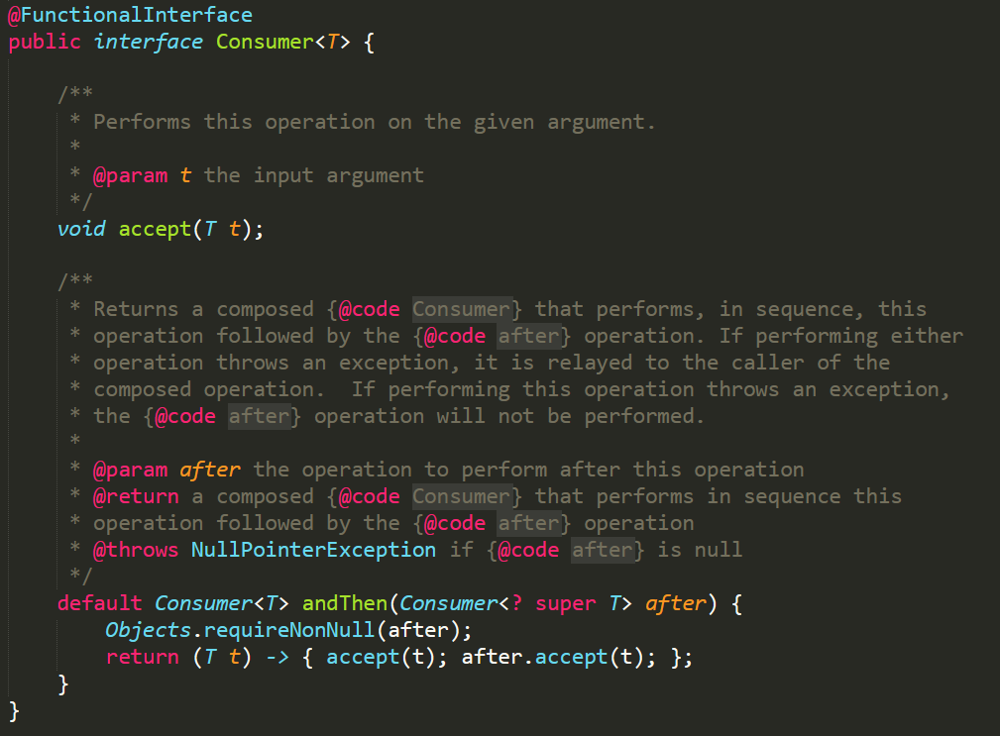 @FunctionalInterface
public interface Consumer<T> {
/**
* Performs this operation on the given argument.
*
* @param t the input argument
*/
void accept(T t);
/**
* Returns a composed {@code Consumer} that performs, in sequence, this
* operation followed by the {@code after} operation. If performing either
* operation throws an exception, it is relayed to the caller of the
* composed operation.  If performing this operation throws an exception,
* the {@code after} operation will not be performed.
*
* @param after the operation to perform after this operation
* @return a composed {@code Consumer} that performs in sequence this
* operation followed by the {@code after} operation
* @throws NullPointerException if {@code after} is null
*/
default Consumer<T> andThen(Consumer<? super T> after) {
Objects.requireNonNull(after);
return (T t) -> { accept(t); after.accept(t); };
}
}